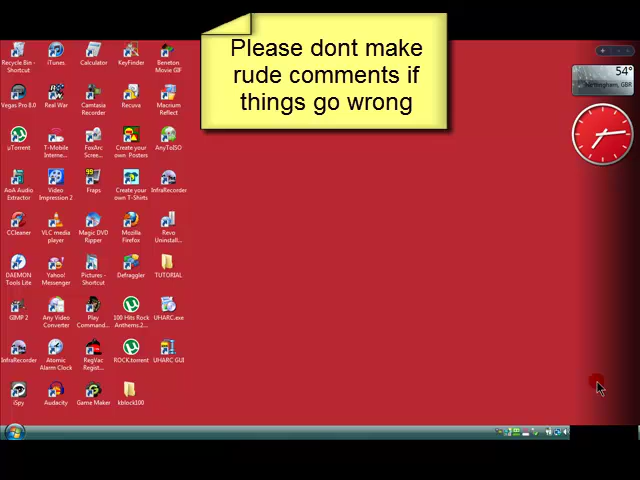 Please dont make
rude comments if
things go wrong
54°
Nottingham, GBR
Recycle Bin - Shortcut
iTunes
Calculator
KeyFinder
Beneton Movie GIF
Vegas Pro 8.0
Real War
Camtasia Recorder
Recuva
Macrium Reflect
µTorrent
T-Mobile Interne...
FoxArc Scree...
Create your own Posters
AnyToISO
AoA Audio Extractor
Video Impression 2
Fraps
Create your own T-Shirts
InfraRecorder
CCleaner
VLC media player
Magic DVD Ripper
Mozilla Firefox
Revo Uninstall...
DAEMON Tools Lite
Yahoo! Messenger
Pictures - Shortcut
Defraggler
TUTORIAL
GIMP 2
Any Video Converter
Play Command...
100 Hits Rock Anthems.2...
UHARC.exe
InfraRecorder
Atomic Alarm Clock
RegVac Regist...
ROCK.torrent
UHARC GUI
iSpy
Audacity
Game Maker
kblock100